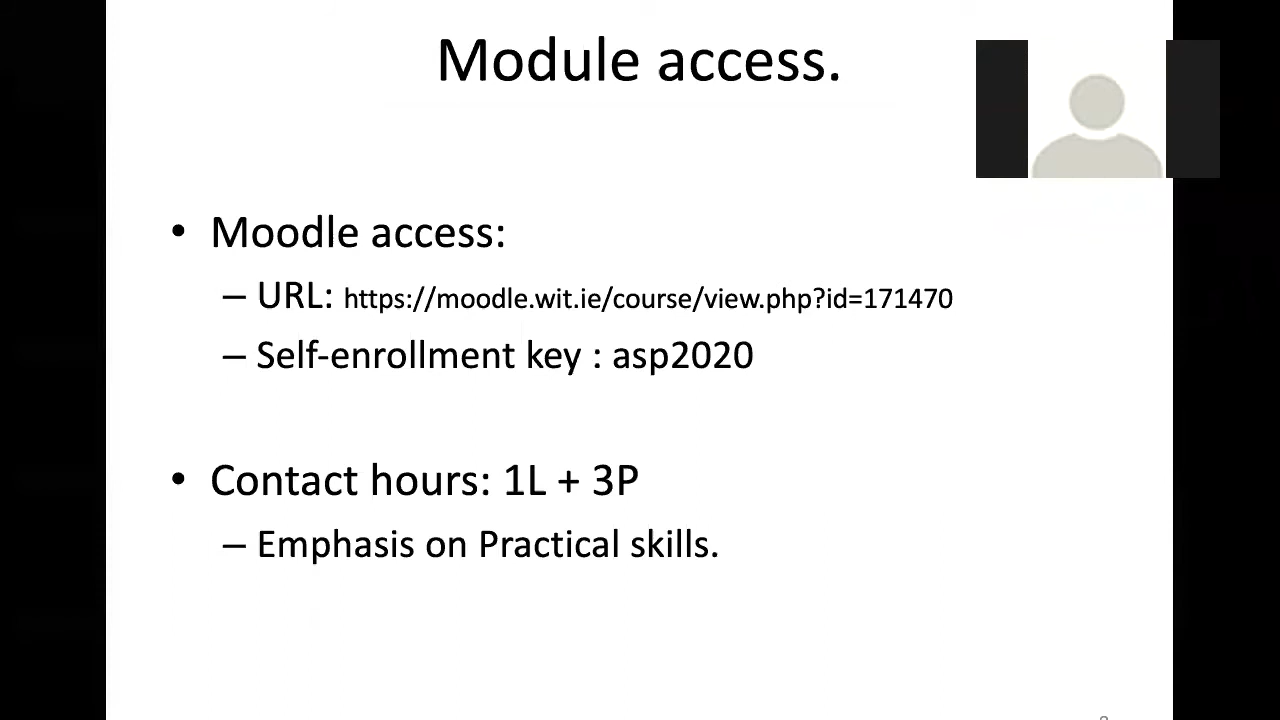 Module access.
• Moodle access:
– URL: https://moodle.wit.ie/course/view.php?id=171470
– Self-enrollment key : asp2020
• Contact hours: 1L + 3P
– Emphasis on Practical skills.